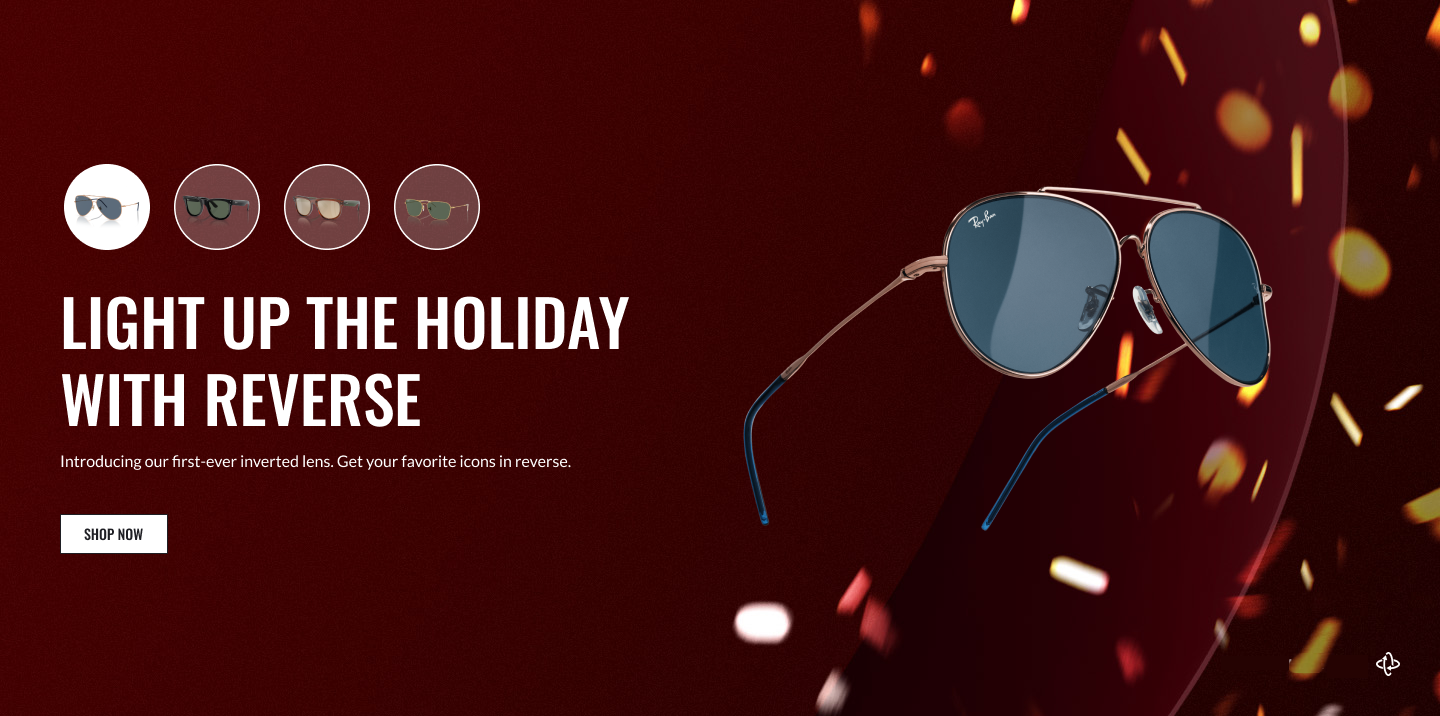 Ray-Ban
LIGHT UP THE HOLIDAY
WITH REVERSE
Introducing our first-ever inverted lens. Get your favorite icons in reverse.
SHOP NOW